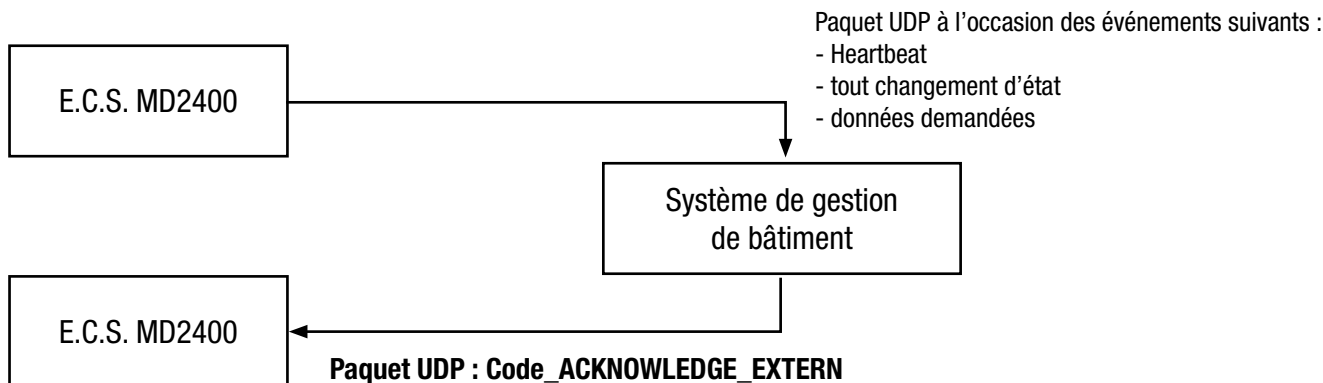 Paquet UDP à l’occasion des événements suivants :
- Heartbeat
- tout changement d’état
- données demandées
E.C.S. MD2400
Système de gestion
de bâtiment
E.C.S. MD2400
Paquet UDP : Code_ACKNOWLEDGE_EXTERN